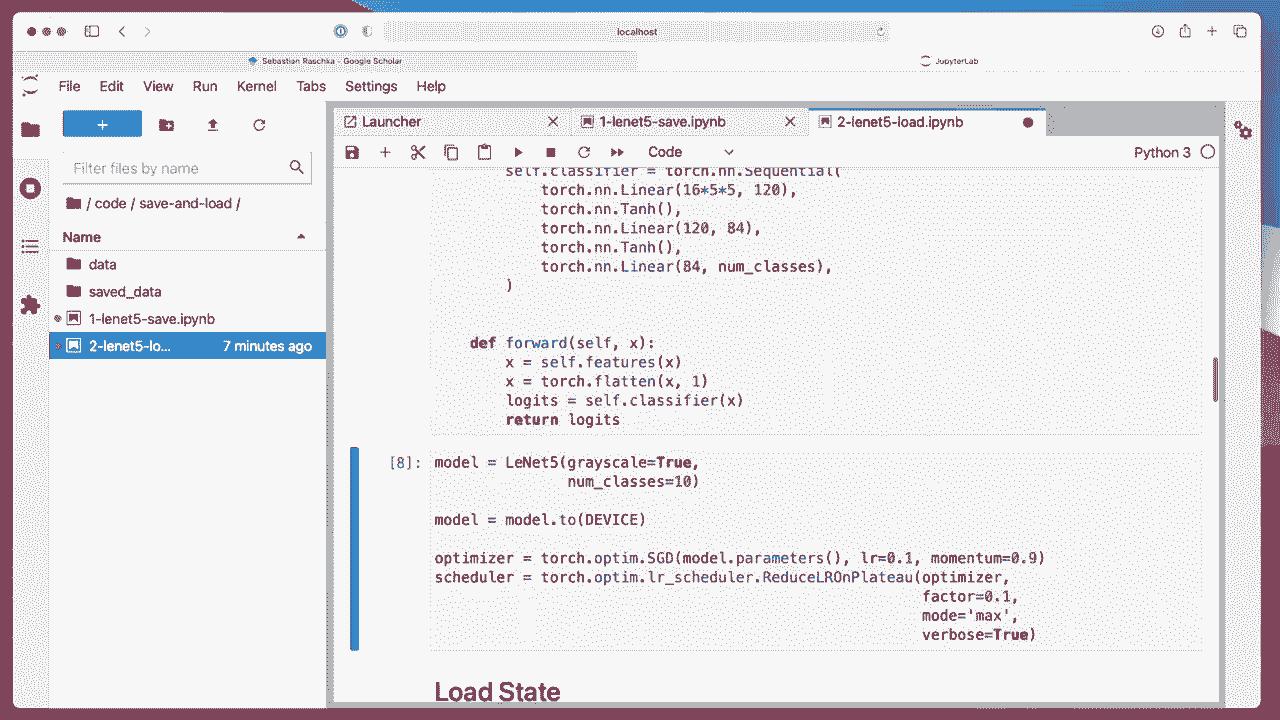 localhost
Sebastian Raschka - Google Scholar
JupyterLab
File Edit View Run Kernel Tabs Settings Help
Launcher
1-lenet5-save.ipynb
2-lenet5-load.ipynb
Code
Python 3
Filter files by name
/ code / save-and-load /
Name
data
saved_data
1-lenet5-save.ipynb
2-lenet5-lo... 7 minutes ago
self.classifier = torch.nn.Sequential(
torch.nn.Linear(16*5*5, 120),
torch.nn.Tanh(),
torch.nn.Linear(120, 84),
torch.nn.Tanh(),
torch.nn.Linear(84, num_classes),
)
def forward(self, x):
x = self.features(x)
x = torch.flatten(x, 1)
logits = self.classifier(x)
return logits
[8]: model = LeNet5(grayscale=True,
num_classes=10)
model = model.to(DEVICE)
optimizer = torch.optim.SGD(model.parameters(), lr=0.1, momentum=0.9)
scheduler = torch.optim.lr_scheduler.ReduceLROnPlateau(optimizer,
factor=0.1,
mode='max',
verbose=True)
Load State